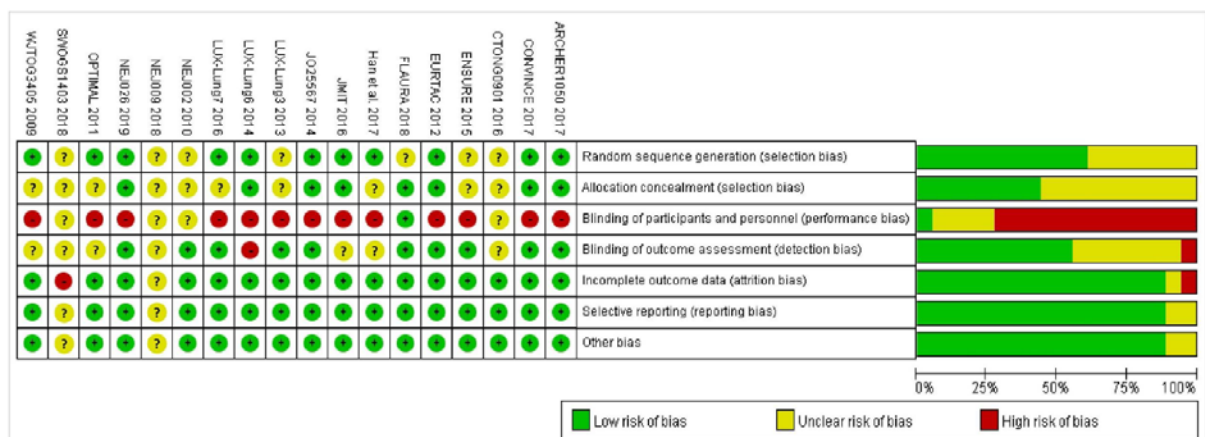 WJTOG3405 2009
SWOGS1403 2018
OPTIMAL 2011
NEJ026 2019
NEJ009 2018
NEJ002 2010
LUX-Lung7 2016
LUX-Lung6 2014
LUX-Lung3 2013
JO25567 2014
JMIT 2016
Han et al. 2017
FLAURA 2018
EURTAC 2012
ENSURE 2015
CTONG0901 2016
CONVINCE 2017
ARCHER1050 2017
+ ? + + ? ? + + ? + + + ? + ? ? + + Random sequence generation (selection bias)
? ? ? + ? ? ? + ? + + ? + + ? ? + + Allocation concealment (selection bias)
- ? - - ? ? - - - - - - + - - ? - - Blinding of participants and personnel (performance bias)
? ? ? + ? + + - + + ? ? + + + ? + + Blinding of outcome assessment (detection bias)
+ - + + ? + + + + + + + + + + + + + Incomplete outcome data (attrition bias)
+ ? + + ? + + + + + + + + + + + + + Selective reporting (reporting bias)
+ ? + + ? + + + + + + + + + + + + + Other bias
0% 25% 50% 75% 100%
Low risk of bias Unclear risk of bias High risk of bias